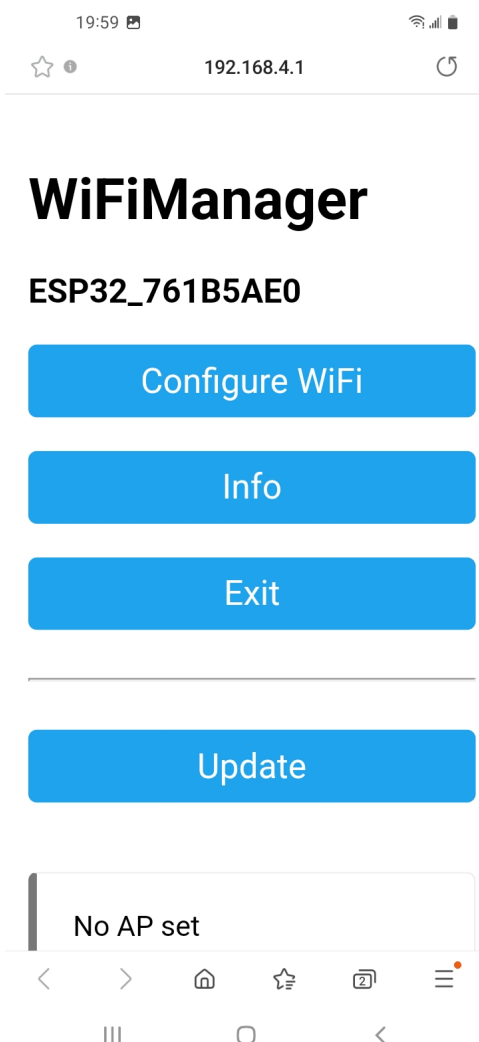 19:59
192.168.4.1
WiFiManager
ESP32_761B5AE0
Configure WiFi
Info
Exit
Update
No AP set
2